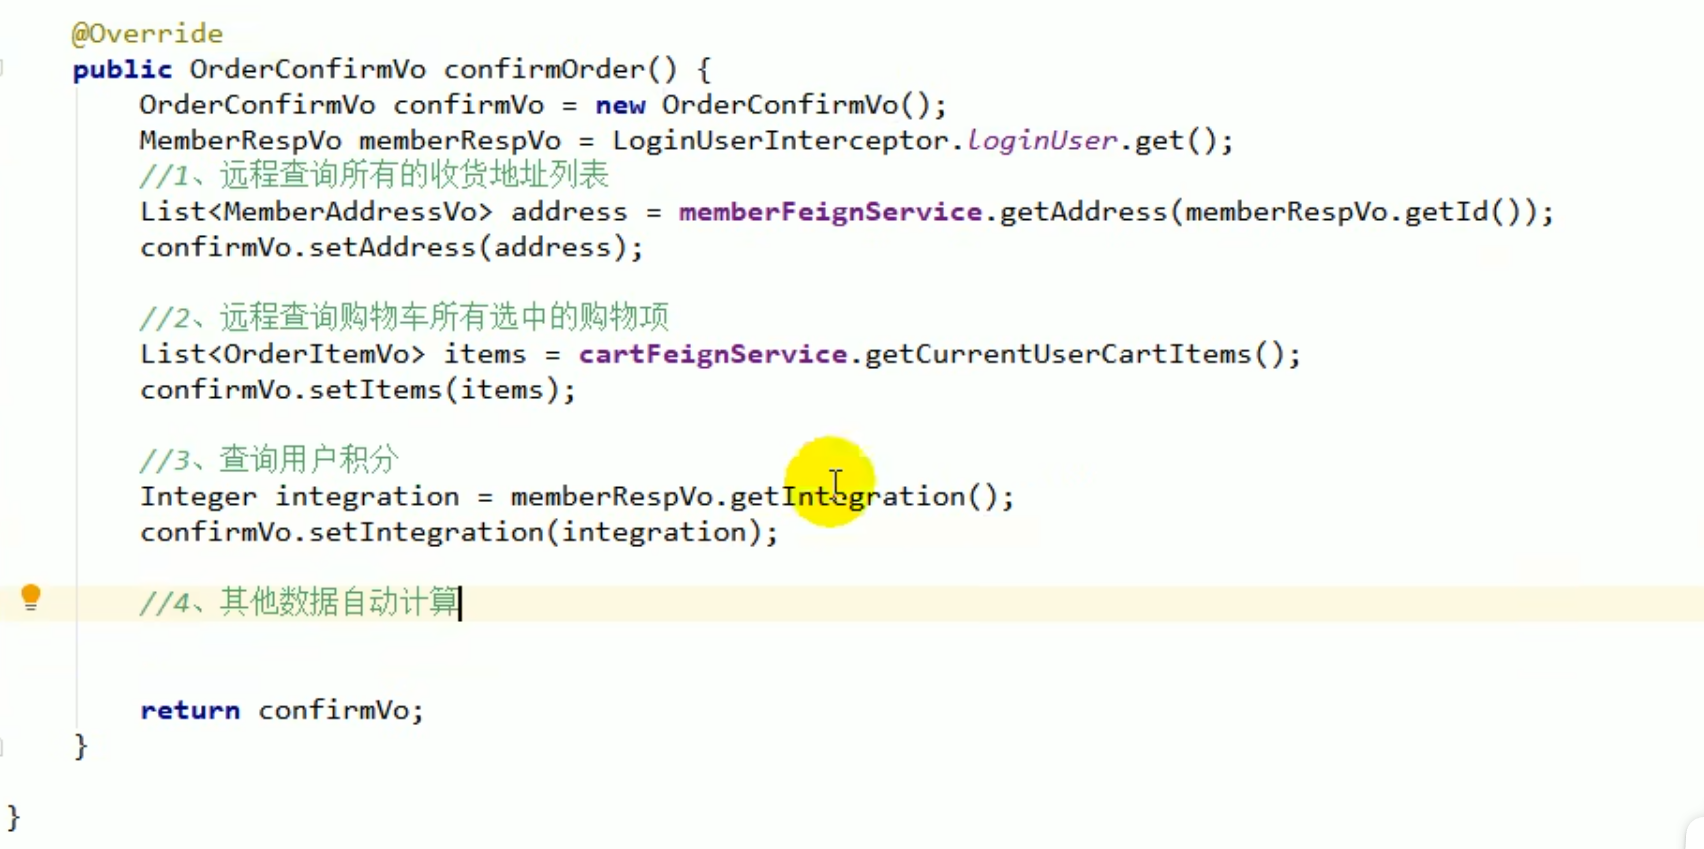 @Override
public OrderConfirmVo confirmOrder() {
OrderConfirmVo confirmVo = new OrderConfirmVo();
MemberRespVo memberRespVo = LoginUserInterceptor.loginUser.get();
//1、远程查询所有的收货地址列表
List<MemberAddressVo> address = memberFeignService.getAddress(memberRespVo.getId());
confirmVo.setAddress(address);
//2、远程查询购物车所有选中的购物项
List<OrderItemVo> items = cartFeignService.getCurrentUserCartItems();
confirmVo.setItems(items);
//3、查询用户积分
Integer integration = memberRespVo.getIntegration();
confirmVo.setIntegration(integration);
//4、其他数据自动计算
return confirmVo;
}
}